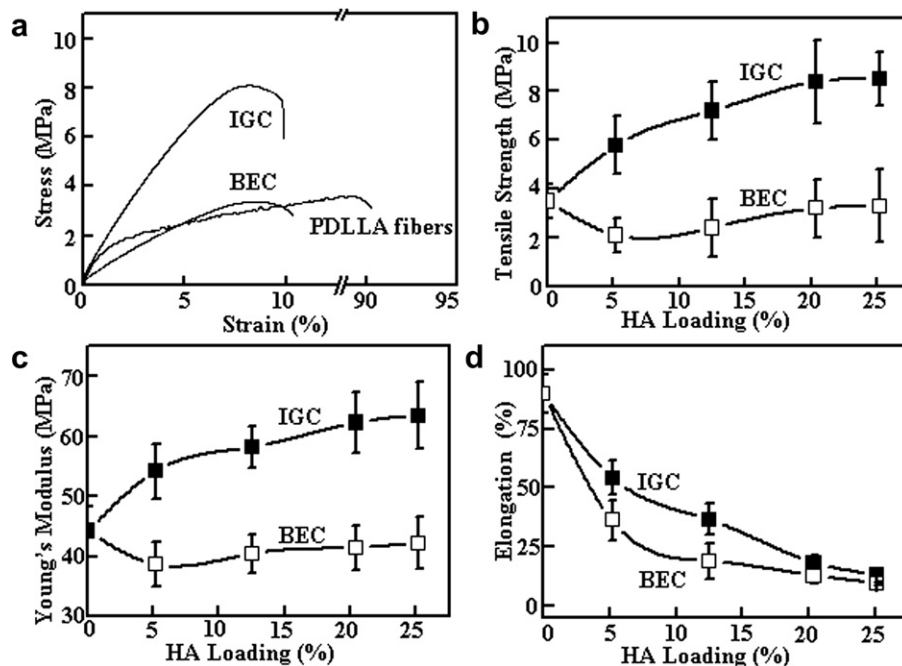 a
Stress (MPa)
10
8
6
4
2
0
IGC
BEC
PDLLA fibers
0 5 10 90 95
Strain (%)
b
Tensile Strength (MPa)
10
8
6
4
2
0
IGC
BEC
0 5 10 15 20 25
HA Loading (%)
c
Young's Modulus (MPa)
70
60
50
40
30
IGC
BEC
0 5 10 15 20 25
HA Loading (%)
d
Elongation (%)
100
75
50
25
0
IGC
BEC
0 5 10 15 20 25
HA Loading (%)